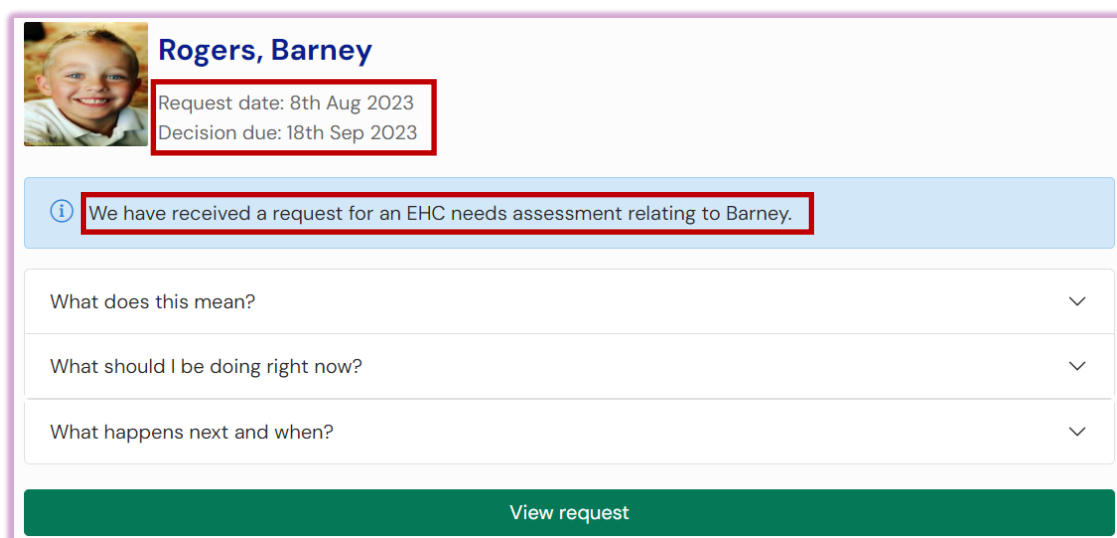 Rogers, Barney
Request date: 8th Aug 2023
Decision due: 18th Sep 2023
We have received a request for an EHC needs assessment relating to Barney.
What does this mean?
What should I be doing right now?
What happens next and when?
View request